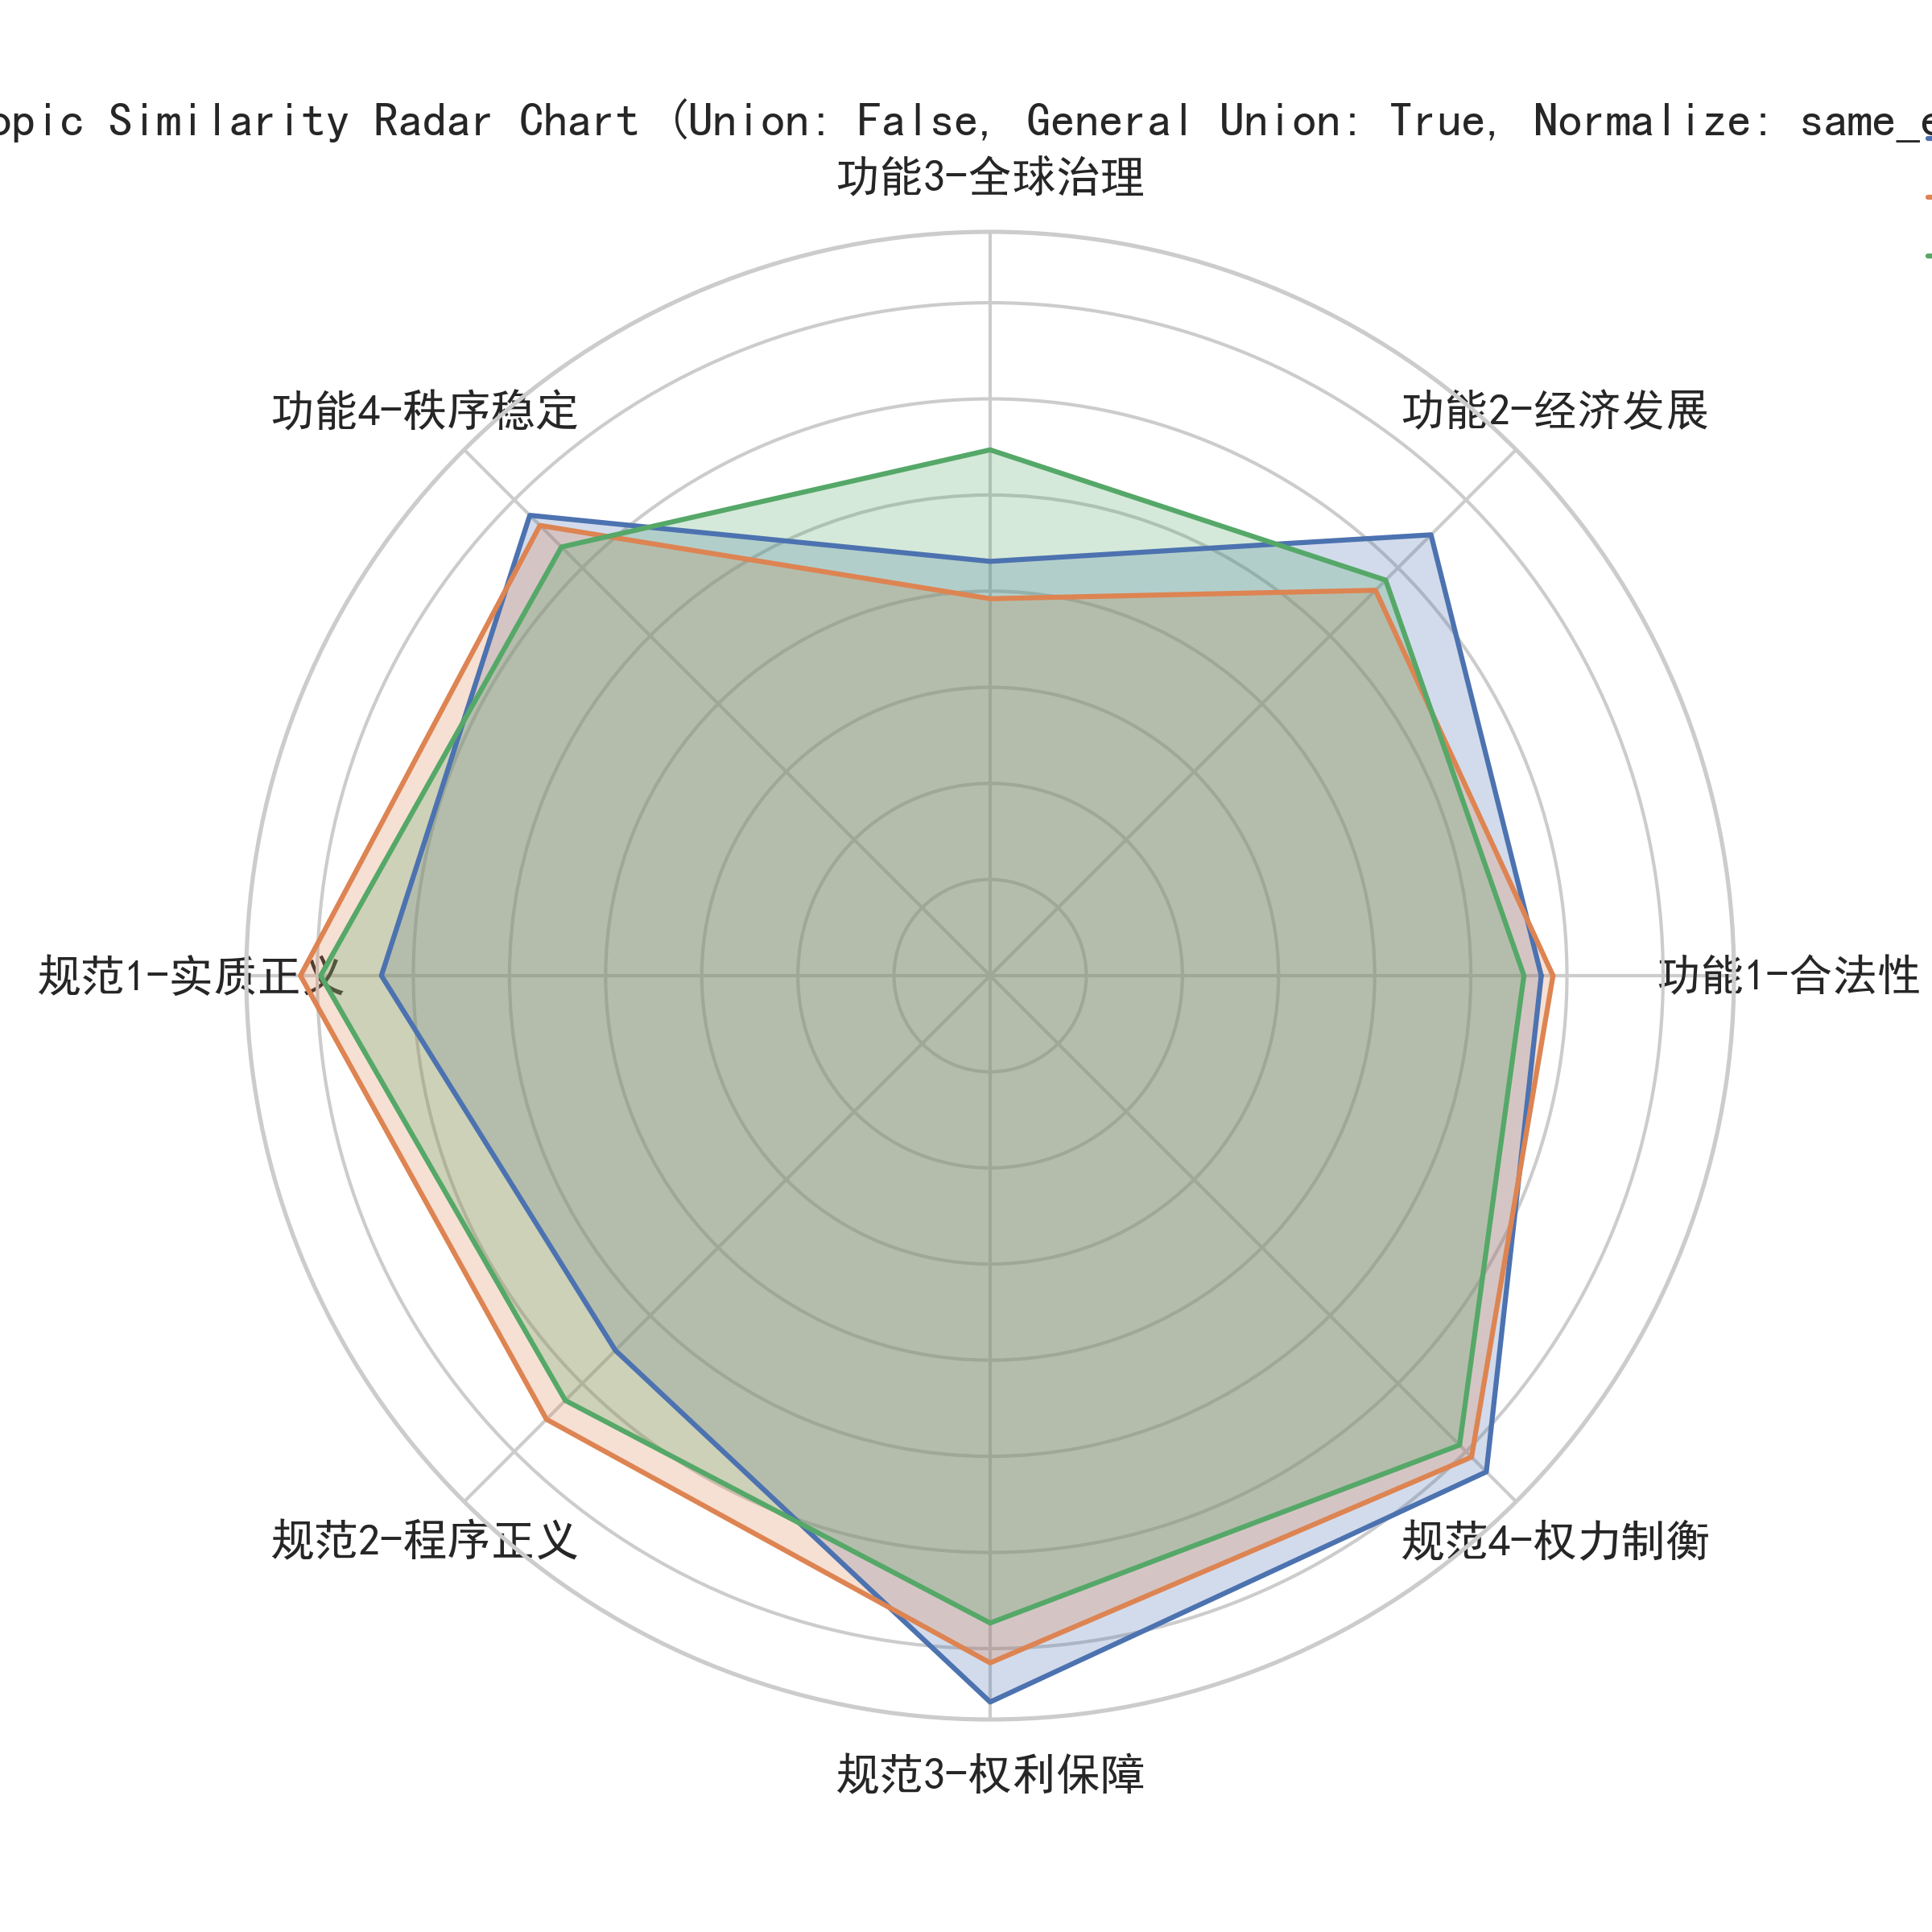 opic Similarity Radar Chart (Union: False, General Union: True, Normalize: same_e
功能3-全球治理
功能4-秩序稳定
功能2-经济发展
规范1-实质正义
功能1-合法性
规范2-程序正义
规范4-权力制衡
规范3-权利保障